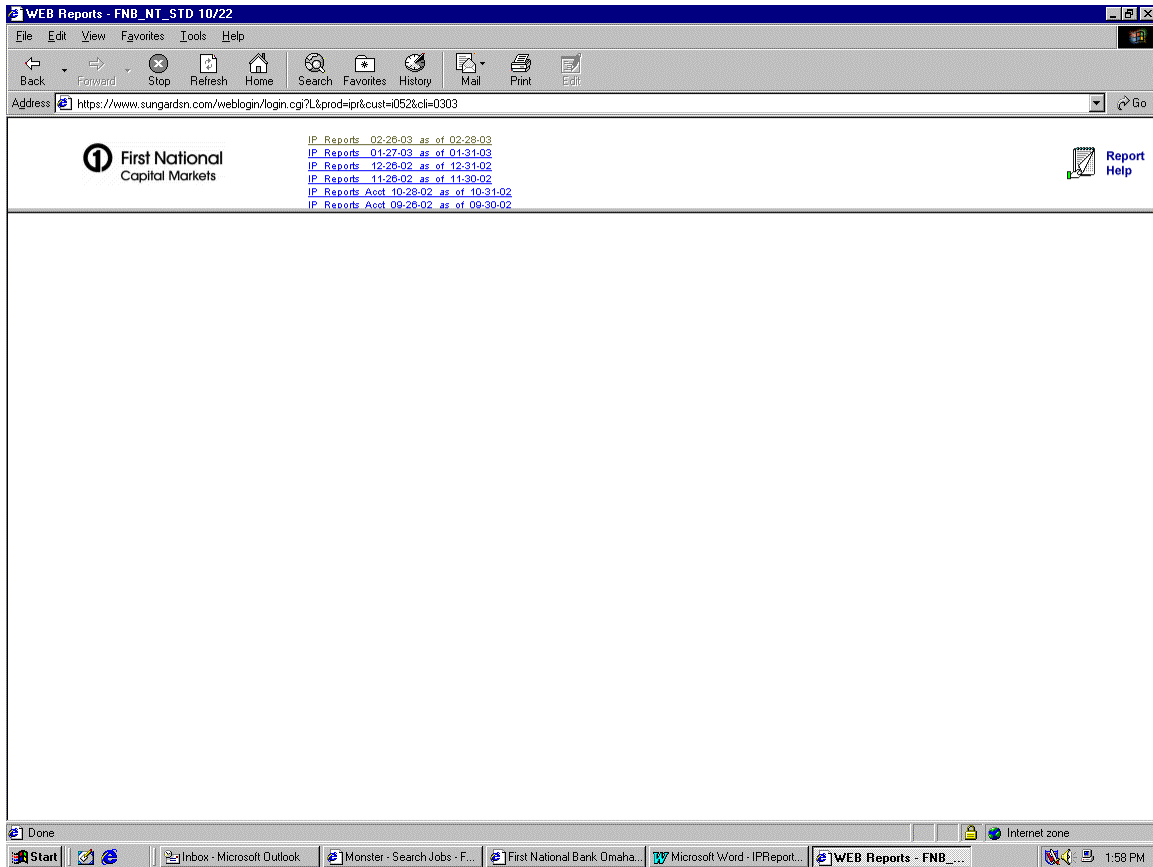 WEB Reports - FNB_NT_STD 10/22
File Edit View Favorites Tools Help
Back Forward Stop Refresh Home Search Favorites History Mail Print Edit
Address https://www.sungardsn.com/weblogin/login.cgi?L&prod=ipr&cust=i052&cli=0303 Go
First National
Capital Markets
IP Reports 02-26-03 as of 02-28-03
IP Reports 01-27-03 as of 01-31-03
IP Reports 12-26-02 as of 12-31-02
IP Reports 11-26-02 as of 11-30-02
IP Reports Acct 10-28-02 as of 10-31-02
IP Reports Acct 09-26-02 as of 09-30-02
Report
Help
Done Internet zone
Start Inbox - Microsoft Outlook Monster - Search Jobs - F... First National Bank Omaha... Microsoft Word - IPReport... WEB Reports - FNB_... 1:58 PM